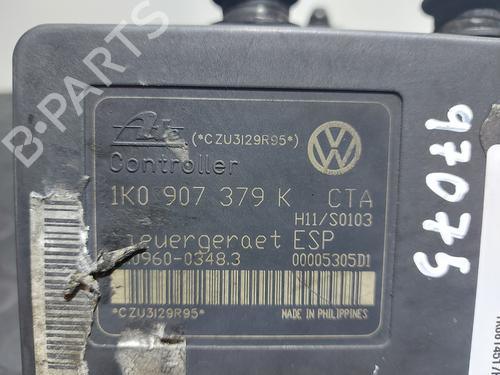 B-PARTS
Ate
(*CZU3129R95*)
Controller
1K0 907 379 K CTA
H11/S0103
ESP
0960-0348.3 00005305D1
*CZU3129R95*
MADE IN PHILIPPINES
97075